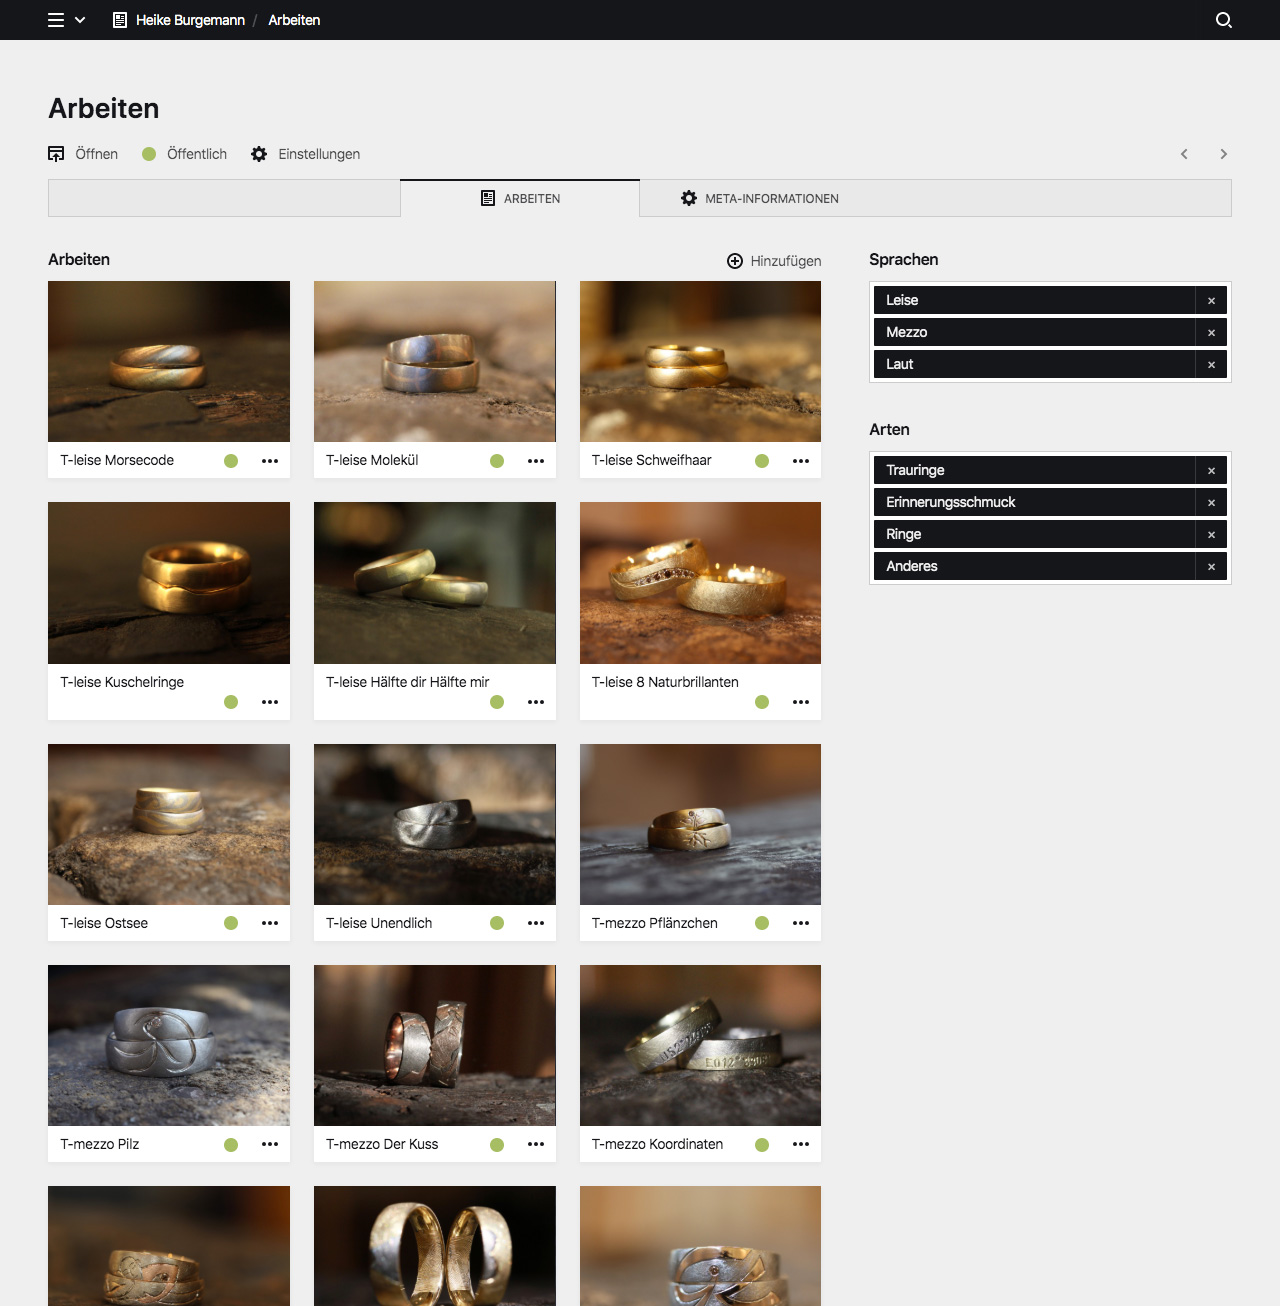 Heike Burgemann / Arbeiten
Arbeiten
Öffnen Öffentlich Einstellungen
ARBEITEN META-INFORMATIONEN
Arbeiten Hinzufügen
T-leise Morsecode
T-leise Molekül
T-leise Schweifhaar
T-leise Kuschelringe
T-leise Hälfte dir Hälfte mir
T-leise 8 Naturbrillanten
T-leise Ostsee
T-leise Unendlich
T-mezzo Pflänzchen
T-mezzo Pilz
T-mezzo Der Kuss
T-mezzo Koordinaten
Sprachen
Leise ×
Mezzo ×
Laut ×
Arten
Trauringe ×
Erinnerungsschmuck ×
Ringe ×
Anderes ×